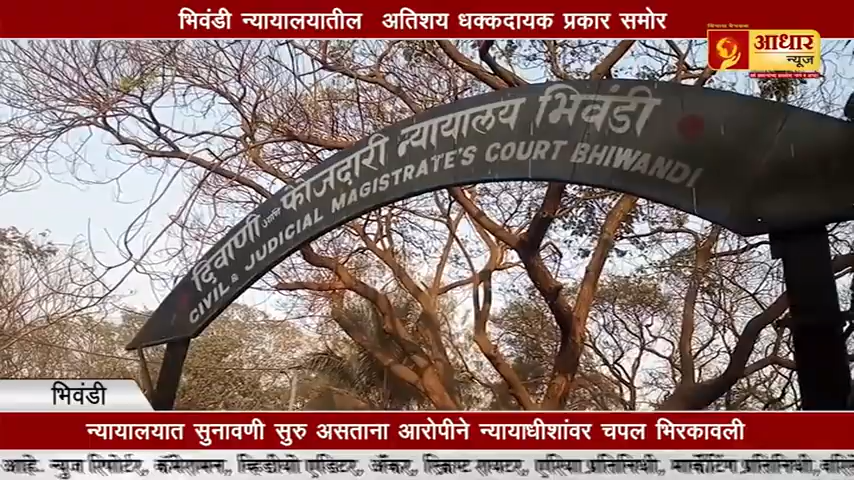 भिवंडी न्यायालयातील अतिशय धक्कदायक प्रकार समोर
आधार
न्यूज
दिवाणी आणि फौजदारी न्यायालय भिवंडी
CIVIL & JUDICIAL MAGISTRATE'S COURT BHIWANDI
भिवंडी
न्यायालयात सुनावणी सुरु असताना आरोपीने न्यायाधीशांवर चपल भिरकावली
आहे. न्युज रिपोर्टर, कॅमेरामन, व्हिडीओ एडिटर, अँकर, स्क्रिप्ट रायटर, एरिया प्रतिनिधी, मार्केटिंग प्रतिनिधी,